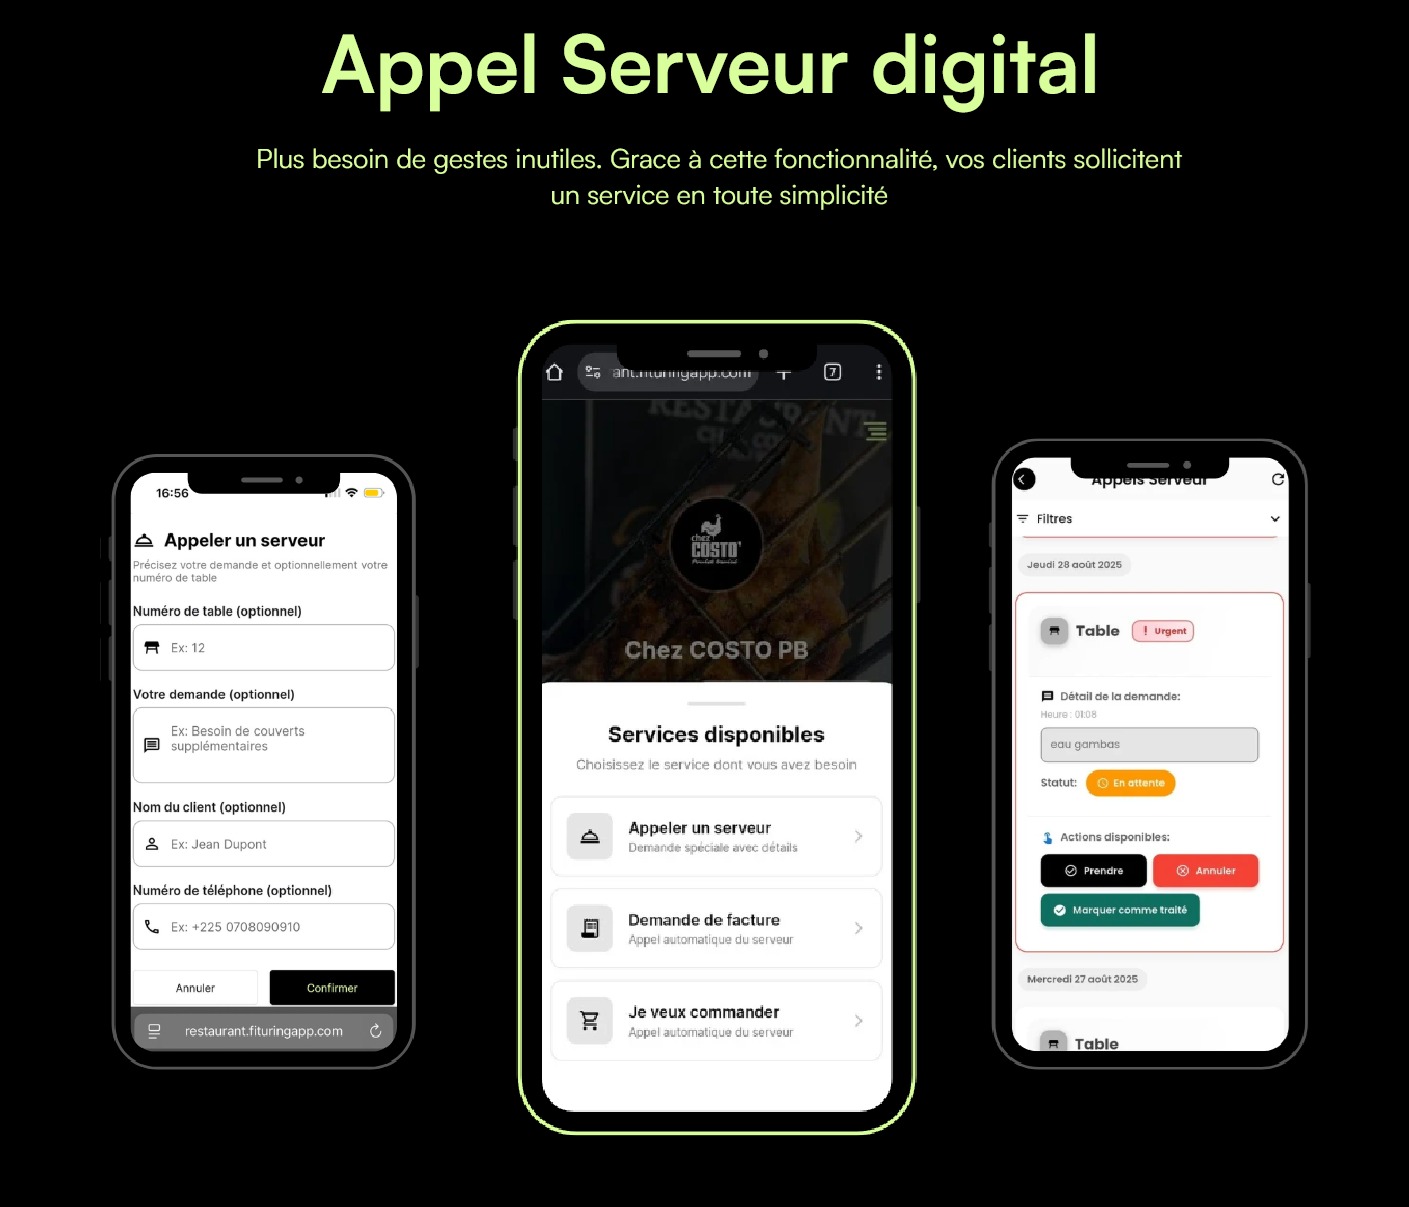 Appel Serveur digital
Plus besoin de gestes inutiles. Grace à cette fonctionnalité, vos clients sollicitent
un service en toute simplicité
16:56
Appeler un serveur
Précisez votre demande et optionnellement votre
numéro de table
Numéro de table (optionnel)
Ex: 12
Votre demande (optionnel)
Ex: Besoin de couverts
supplémentaires
Nom du client (optionnel)
Ex: Jean Dupont
Numéro de téléphone (optionnel)
Ex: +225 0708090910
Annuler
Confirmer
restaurant.fituringapp.com
ant.fituringapp.com
7
RESTAURANT
chez
COSTO'
Chez COSTO PB
Services disponibles
Choisissez le service dont vous avez besoin
Appeler un serveur
Demande spéciale avec détails
Demande de facture
Appel automatique du serveur
Je veux commander
Appel automatique du serveur
Appels Serveur
Filtres
Jeudi 28 août 2025
Table
Urgent
Détail de la demande:
Heure : 01:08
eau gambas
Statut:
En attente
Actions disponibles:
Prendre
Annuler
Marquer comme traité
Mercredi 27 août 2025
Table